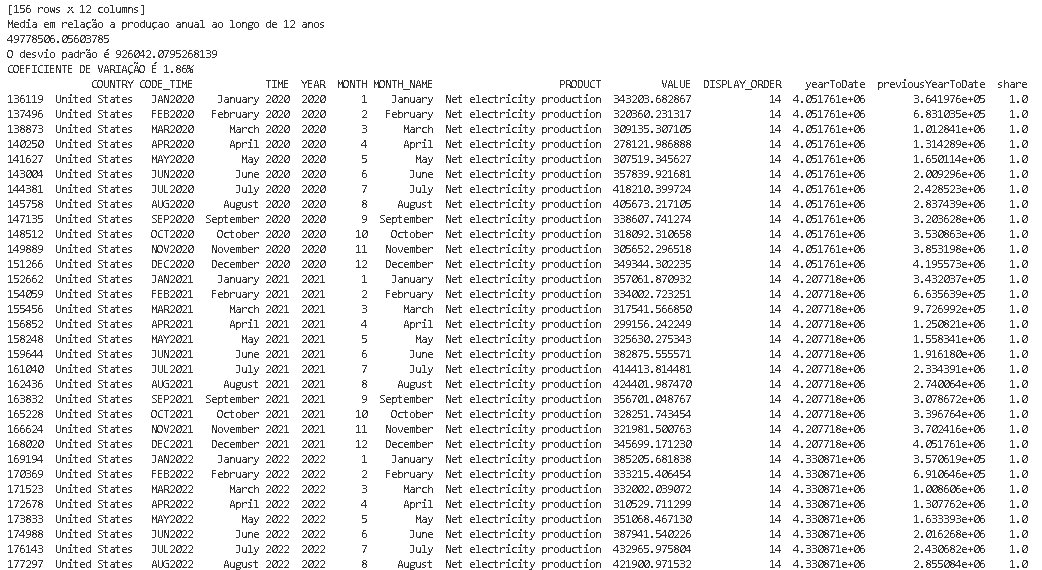 [156 rows x 12 columns]
Media em relação a produçao anual ao longo de 12 anos
49778506.05603785
O desvio padrão é 926042.0795268139
COEFICIENTE DE VARIAÇÃO É 1.86%
COUNTRY CODE_TIME TIME YEAR MONTH MONTH_NAME PRODUCT VALUE DISPLAY_ORDER yearToDate previousYearToDate share
136119 United States JAN2020 January 2020 2020 1 January Net electricity production 343203.682867 14 4.051761e+06 3.641976e+05 1.0
137496 United States FEB2020 February 2020 2020 2 February Net electricity production 320360.231317 14 4.051761e+06 6.831035e+05 1.0
138873 United States MAR2020 March 2020 2020 3 March Net electricity production 309135.307105 14 4.051761e+06 1.012841e+06 1.0
140250 United States APR2020 April 2020 2020 4 April Net electricity production 278121.986888 14 4.051761e+06 1.314289e+06 1.0
141627 United States MAY2020 May 2020 2020 5 May Net electricity production 307519.345627 14 4.051761e+06 1.650114e+06 1.0
143004 United States JUN2020 June 2020 2020 6 June Net electricity production 357839.921681 14 4.051761e+06 2.009296e+06 1.0
144381 United States JUL2020 July 2020 2020 7 July Net electricity production 418210.399724 14 4.051761e+06 2.428523e+06 1.0
145758 United States AUG2020 August 2020 2020 8 August Net electricity production 405673.217105 14 4.051761e+06 2.837439e+06 1.0
147135 United States SEP2020 September 2020 2020 9 September Net electricity production 338607.741274 14 4.051761e+06 3.203628e+06 1.0
148512 United States OCT2020 October 2020 2020 10 October Net electricity production 318092.310658 14 4.051761e+06 3.530863e+06 1.0
149889 United States NOV2020 November 2020 2020 11 November Net electricity production 305652.296518 14 4.051761e+06 3.853198e+06 1.0
151266 United States DEC2020 December 2020 2020 12 December Net electricity production 349344.302235 14 4.051761e+06 4.195573e+06 1.0
152662 United States JAN2021 January 2021 2021 1 January Net electricity production 357061.870932 14 4.207718e+06 3.432037e+05 1.0
154059 United States FEB2021 February 2021 2021 2 February Net electricity production 334002.723251 14 4.207718e+06 6.635639e+05 1.0
155456 United States MAR2021 March 2021 2021 3 March Net electricity production 317541.566850 14 4.207718e+06 9.726992e+05 1.0
156852 United States APR2021 April 2021 2021 4 April Net electricity production 299156.242249 14 4.207718e+06 1.250821e+06 1.0
158248 United States MAY2021 May 2021 2021 5 May Net electricity production 325630.275343 14 4.207718e+06 1.558341e+06 1.0
159644 United States JUN2021 June 2021 2021 6 June Net electricity production 382875.555571 14 4.207718e+06 1.916180e+06 1.0
161040 United States JUL2021 July 2021 2021 7 July Net electricity production 414413.814481 14 4.207718e+06 2.334391e+06 1.0
162436 United States AUG2021 August 2021 2021 8 August Net electricity production 424401.987470 14 4.207718e+06 2.740064e+06 1.0
163832 United States SEP2021 September 2021 2021 9 September Net electricity production 356701.048767 14 4.207718e+06 3.078672e+06 1.0
165228 United States OCT2021 October 2021 2021 10 October Net electricity production 328251.743454 14 4.207718e+06 3.396764e+06 1.0
166624 United States NOV2021 November 2021 2021 11 November Net electricity production 321981.500763 14 4.207718e+06 3.702416e+06 1.0
168020 United States DEC2021 December 2021 2021 12 December Net electricity production 345699.171230 14 4.207718e+06 4.051761e+06 1.0
169194 United States JAN2022 January 2022 2022 1 January Net electricity production 385205.681838 14 4.330871e+06 3.570619e+05 1.0
170369 United States FEB2022 February 2022 2022 2 February Net electricity production 333215.406454 14 4.330871e+06 6.910646e+05 1.0
171523 United States MAR2022 March 2022 2022 3 March Net electricity production 332002.039072 14 4.330871e+06 1.008606e+06 1.0
172678 United States APR2022 April 2022 2022 4 April Net electricity production 310529.711299 14 4.330871e+06 1.307762e+06 1.0
173833 United States MAY2022 May 2022 2022 5 May Net electricity production 351068.467130 14 4.330871e+06 1.633393e+06 1.0
174988 United States JUN2022 June 2022 2022 6 June Net electricity production 387941.540226 14 4.330871e+06 2.016268e+06 1.0
176143 United States JUL2022 July 2022 2022 7 July Net electricity production 432965.975804 14 4.330871e+06 2.430682e+06 1.0
177297 United States AUG2022 August 2022 2022 8 August Net electricity production 421900.971532 14 4.330871e+06 2.855084e+06 1.0